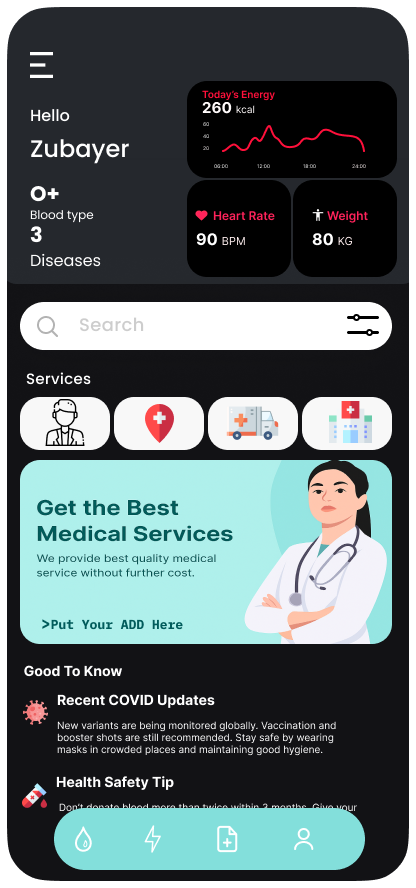 Hello
Zubayer
O+
Blood type
3
Diseases
Today's Energy
260 kcal
60
40
20
06:00 12:00 18:00 24:00
Heart Rate
90 BPM
Weight
80 KG
Search
Services
Get the Best
Medical Services
We provide best quality medical
service without further cost.
>Put Your ADD Here
Good To Know
Recent COVID Updates
New variants are being monitored globally. Vaccination and
booster shots are still recommended. Stay safe by wearing
masks in crowded places and maintaining good hygiene.
Health Safety Tip
Don't donate blood more than twice within 3 months. Give your